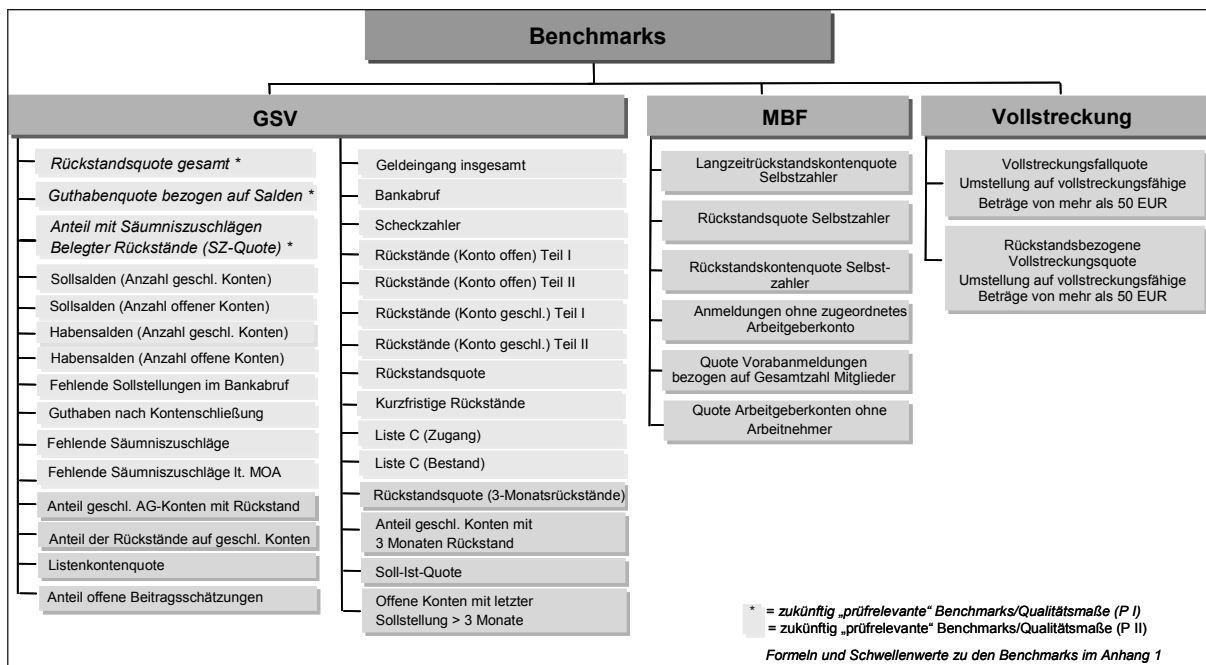 Benchmarks
GSV
Rückstandsquote gesamt *
Guthabenquote bezogen auf Salden *
Anteil mit Säumniszuschlägen
Belegter Rückstände (SZ-Quote) *
Sollsalden (Anzahl geschl. Konten)
Sollsalden (Anzahl offener Konten)
Habensalden (Anzahl geschl. Konten)
Habensalden (Anzahl offene Konten)
Fehlende Sollstellungen im Bankabruf
Guthaben nach Kontenschließung
Fehlende Säumniszuschläge
Fehlende Säumniszuschläge lt. MOA
Anteil geschl. AG-Konten mit Rückstand
Anteil der Rückstände auf geschl. Konten
Listenkontenquote
Anteil offene Beitragsschätzungen
Geldeingang insgesamt
Bankabruf
Scheckzahler
Rückstände (Konto offen) Teil I
Rückstände (Konto offen) Teil II
Rückstände (Konto geschl.) Teil I
Rückstände (Konto geschl.) Teil II
Rückstandsquote
Kurzfristige Rückstände
Liste C (Zugang)
Liste C (Bestand)
Rückstandsquote (3-Monatsrückstände)
Anteil geschl. Konten mit
3 Monaten Rückstand
Soll-Ist-Quote
Offene Konten mit letzter
Sollstellung > 3 Monate
MBF
Langzeitrückstandskontenquote
Selbstzahler
Rückstandsquote Selbstzahler
Rückstandskontenquote Selbst-
zahler
Anmeldungen ohne zugeordnetes
Arbeitgeberkonto
Quote Vorabanmeldungen
bezogen auf Gesamtzahl Mitglieder
Quote Arbeitgeberkonten ohne
Arbeitnehmer
Vollstreckung
Vollstreckungsfallquote
Umstellung auf vollstreckungsfähige
Beträge von mehr als 50 EUR
Rückstandsbezogene
Vollstreckungsquote
Umstellung auf vollstreckungsfähige
Beträge von mehr als 50 EUR
* = zukünftig „prüfrelevante“ Benchmarks/Qualitätsmaße (P I)
= zukünftig „prüfrelevante“ Benchmarks/Qualitätsmaße (P II)
Formeln und Schwellenwerte zu den Benchmarks im Anhang 1